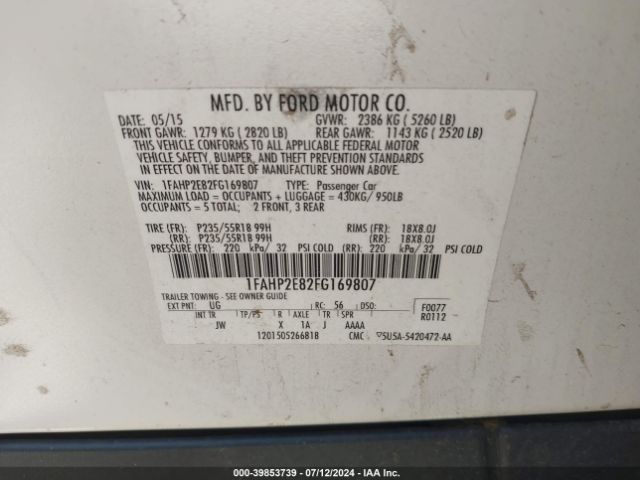 MFD. BY FORD MOTOR CO.
DATE: 05/15 GVWR: 2386 KG ( 5260 LB)
FRONT GAWR: 1279 KG ( 2820 LB) REAR GAWR: 1143 KG ( 2520 LB)
THIS VEHICLE CONFORMS TO ALL APPLICABLE FEDERAL MOTOR
VEHICLE SAFETY, BUMPER, AND THEFT PREVENTION STANDARDS
IN EFFECT ON THE DATE OF MANUFACTURE SHOWN ABOVE.
VIN: 1FAHP2E82FG169807 TYPE: Passenger Car
MAXIMUM LOAD = OCCUPANTS + LUGGAGE = 430KG/ 950LB
OCCUPANTS = 5 TOTAL; 2 FRONT, 3 REAR
TIRE (FR): P235/55R18 99H RIMS (FR): 18X8.0J
(RR): P235/55R18 99H (RR): 18X8.0J
PRESSURE (FR): 220 kPa/ 32 PSI COLD (RR): 220 kPa/ 32 PSI COLD
1FAHP2E82FG169807
TRAILER TOWING - SEE OWNER GUIDE
EXT PNT: UG RC: 56 DSO: F0077
INT TR TP/PS R AXLE TR SPR R0112
JW X 1A J AAAA
1201505266818 CMC ▽5U5A-5420472-AA
000-39853739 - 07/12/2024 - IAA Inc.